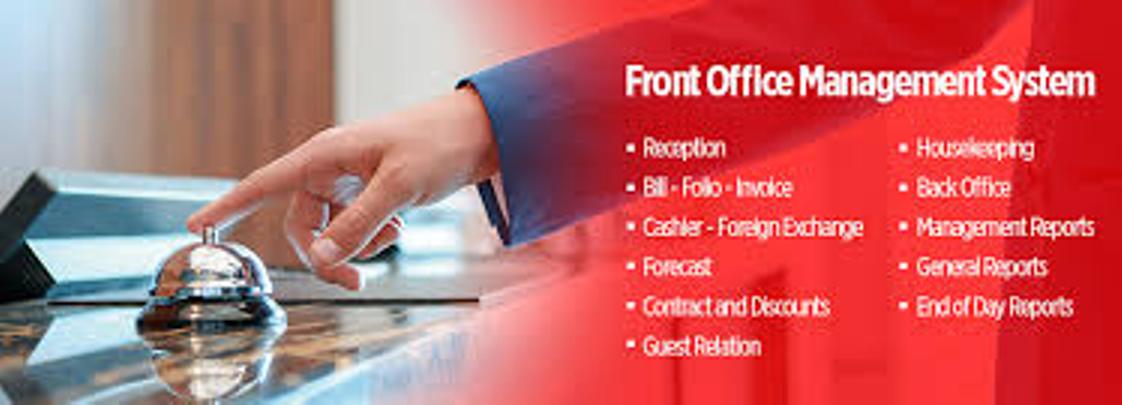 Front Office Management System
▪ Reception
▪ Bill - Folio - Invoice
▪ Cashier - Foreign Exchange
▪ Forecast
▪ Contract and Discounts
▪ Guest Relation
▪ Housekeeping
▪ Back Office
▪ Management Reports
▪ General Reports
▪ End of Day Reports